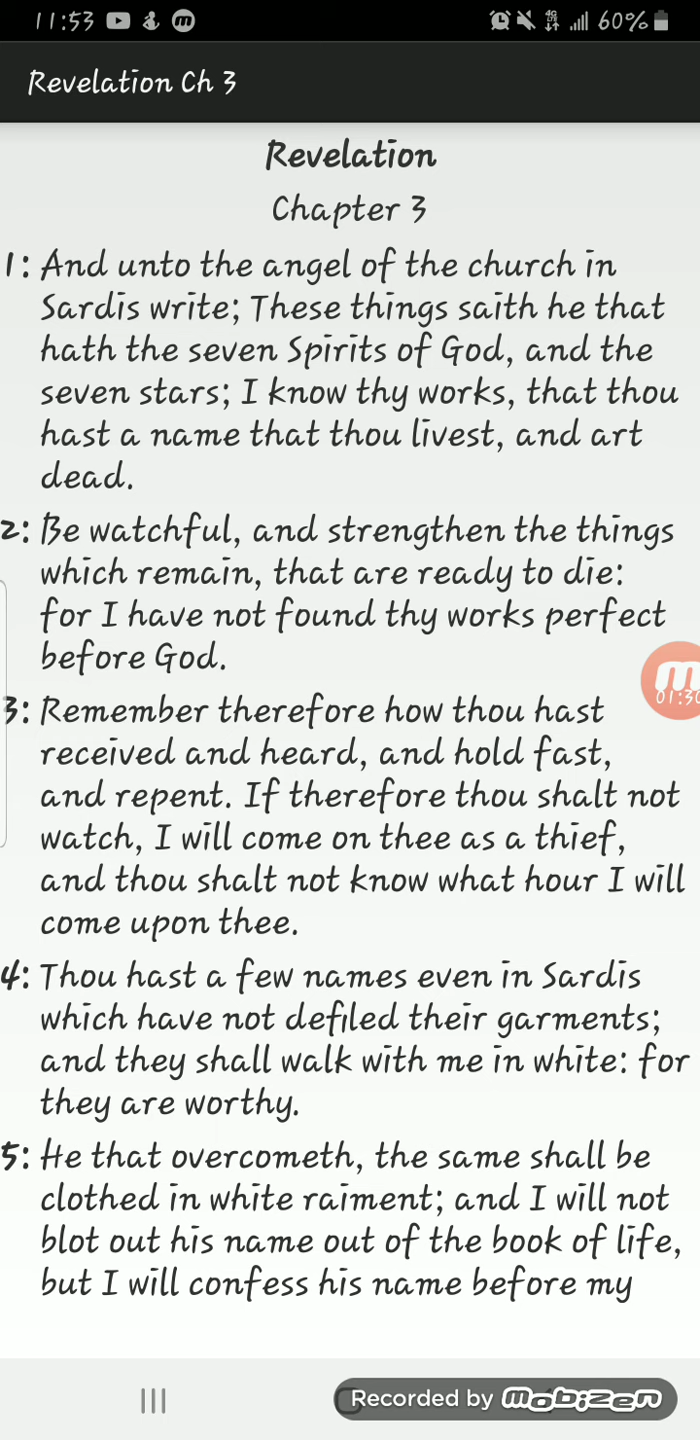 11:53
60%
Revelation Ch 3
Revelation
Chapter 3
1: And unto the angel of the church in
Sardis write; These things saith he that
hath the seven Spirits of God, and the
seven stars; I know thy works, that thou
hast a name that thou livest, and art
dead.
2: Be watchful, and strengthen the things
which remain, that are ready to die:
for I have not found thy works perfect
before God.
3: Remember therefore how thou hast
received and heard, and hold fast,
and repent. If therefore thou shalt not
watch, I will come on thee as a thief,
and thou shalt not know what hour I will
come upon thee.
4: Thou hast a few names even in Sardis
which have not defiled their garments;
and they shall walk with me in white: for
they are worthy.
5: He that overcometh, the same shall be
clothed in white raiment; and I will not
blot out his name out of the book of life,
but I will confess his name before my
Recorded by mobizen